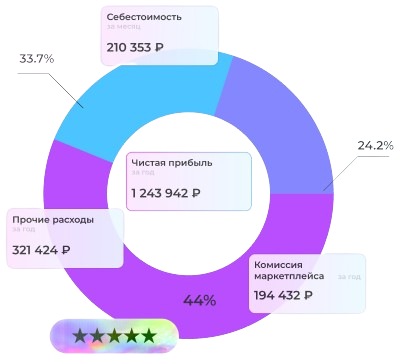 Себестоимость
за месяц
210 353 ₽
33.7%
24.2%
Чистая прибыль
за год
1 243 942 ₽
Прочие расходы
за год
321 424 ₽
Комиссия
маркетплейса за год
194 432 ₽
44%